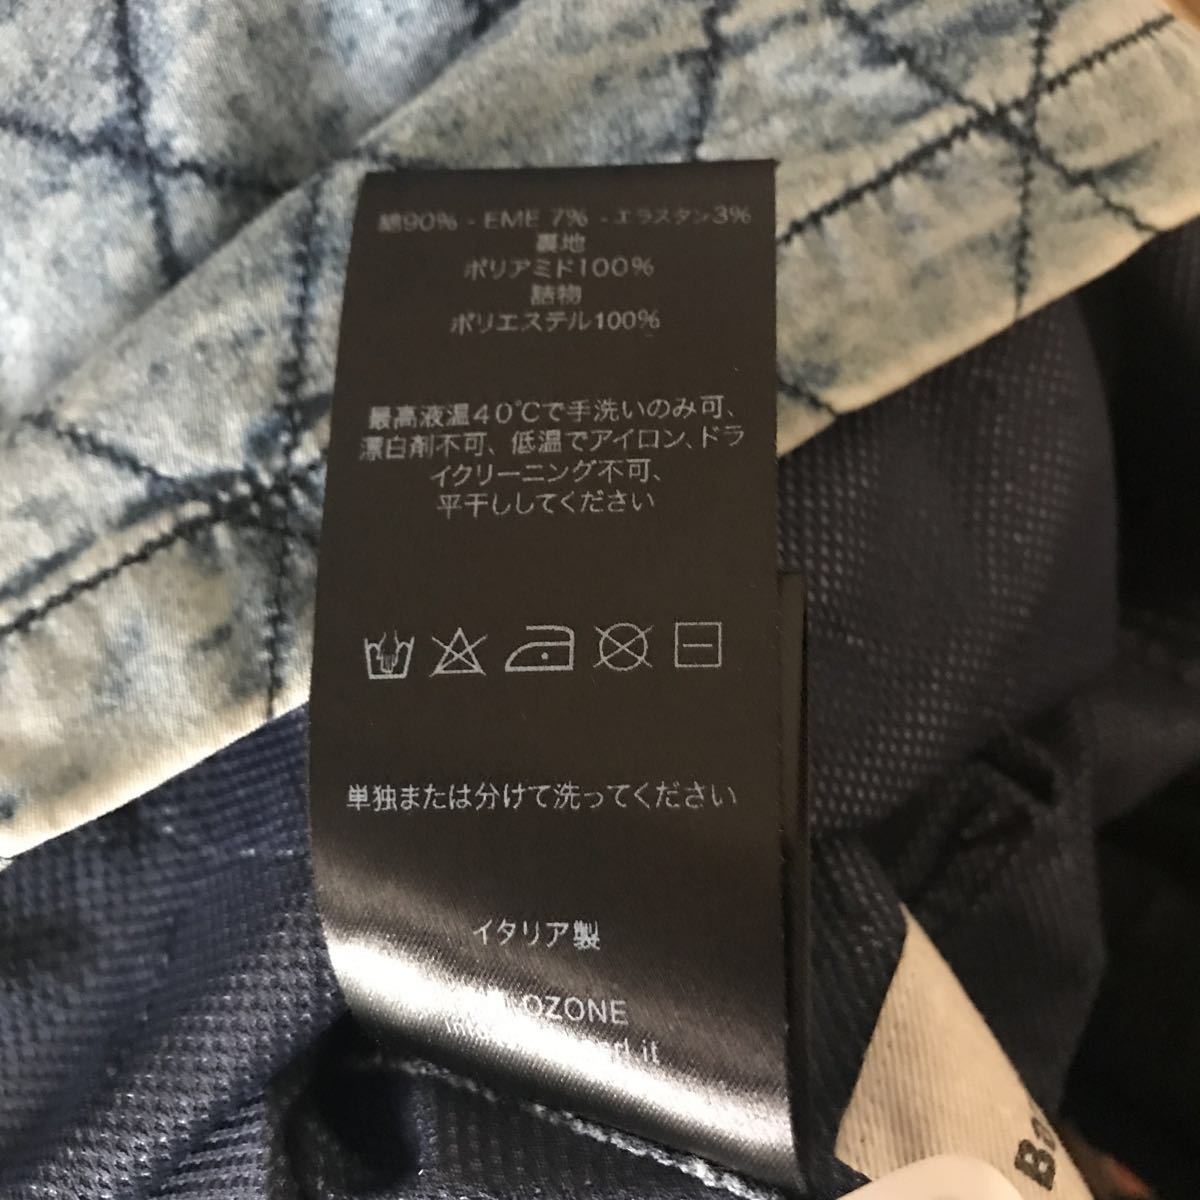 綿90% - EME 7% - エラスタン3%
裏地
ポリアミド100%
詰物
ポリエステル100%
最高液温40℃で手洗いのみ可、
漂白剤不可、低温でアイロン、ドラ
イクリーニング不可、
平干ししてください
単独または分けて洗ってください
イタリア製
OZONE
Ba